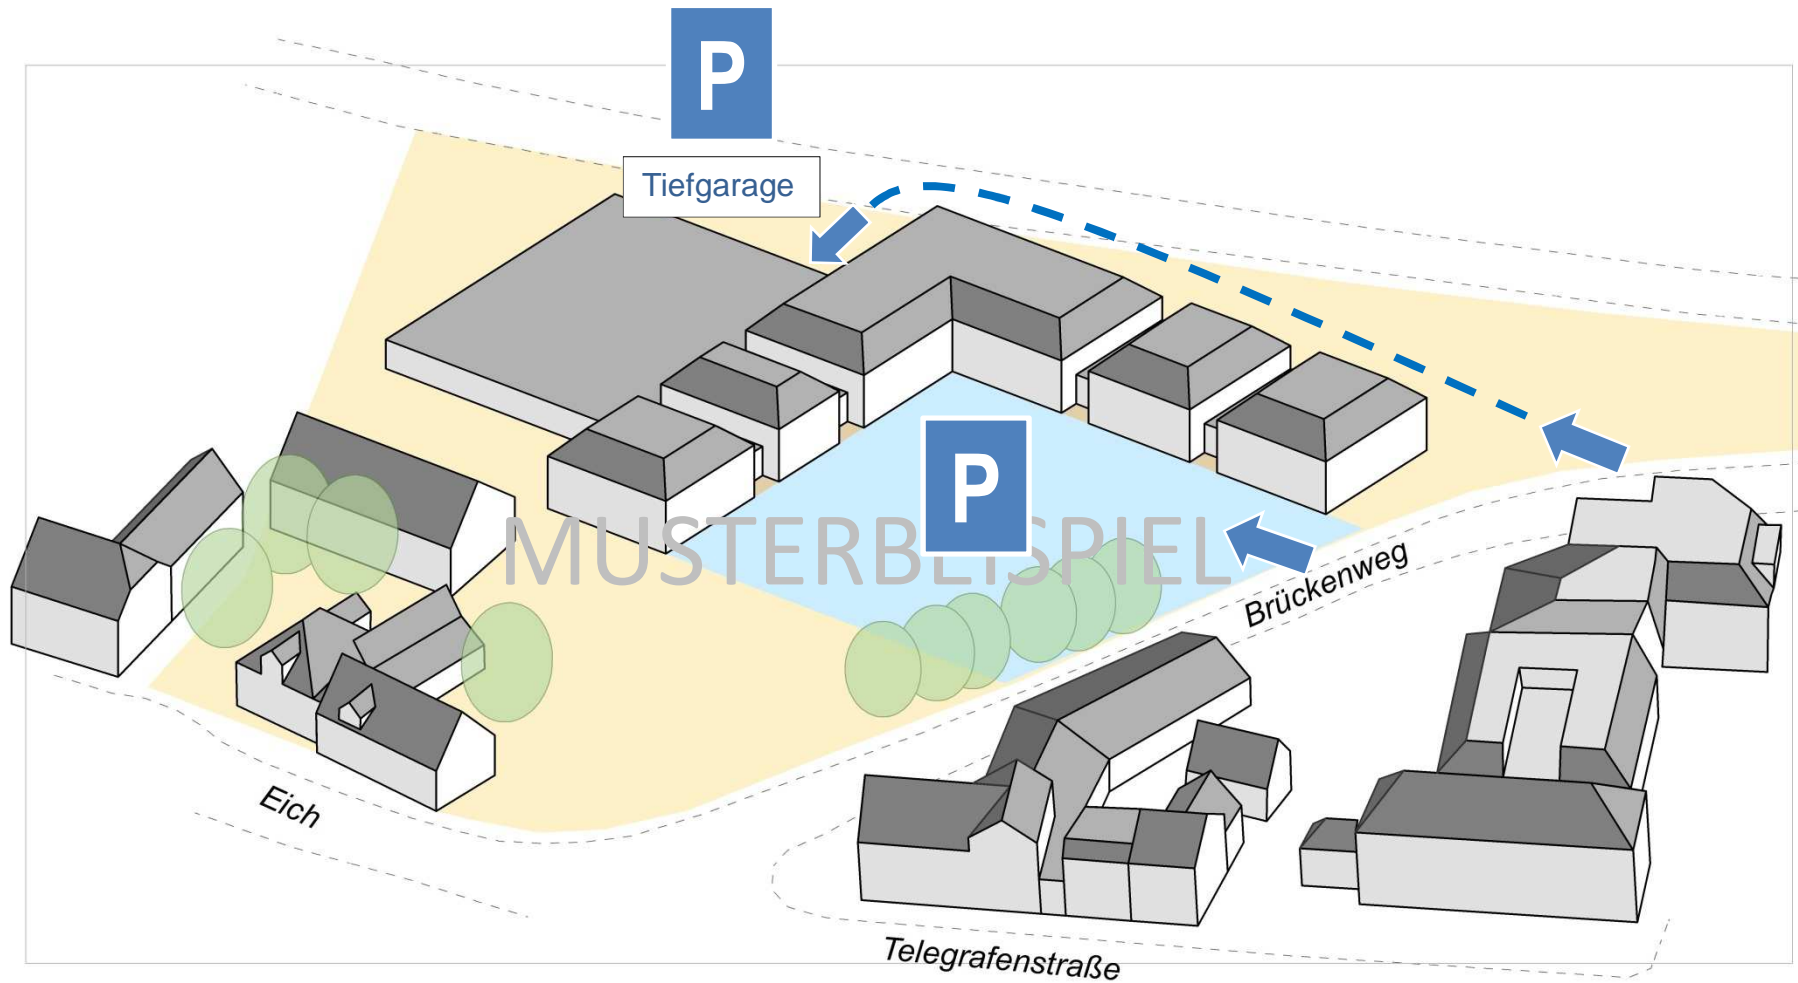 P
Tiefgarage
P
MUSTERBEISPIEL
Brückenweg
Eich
Telegrafenstraße